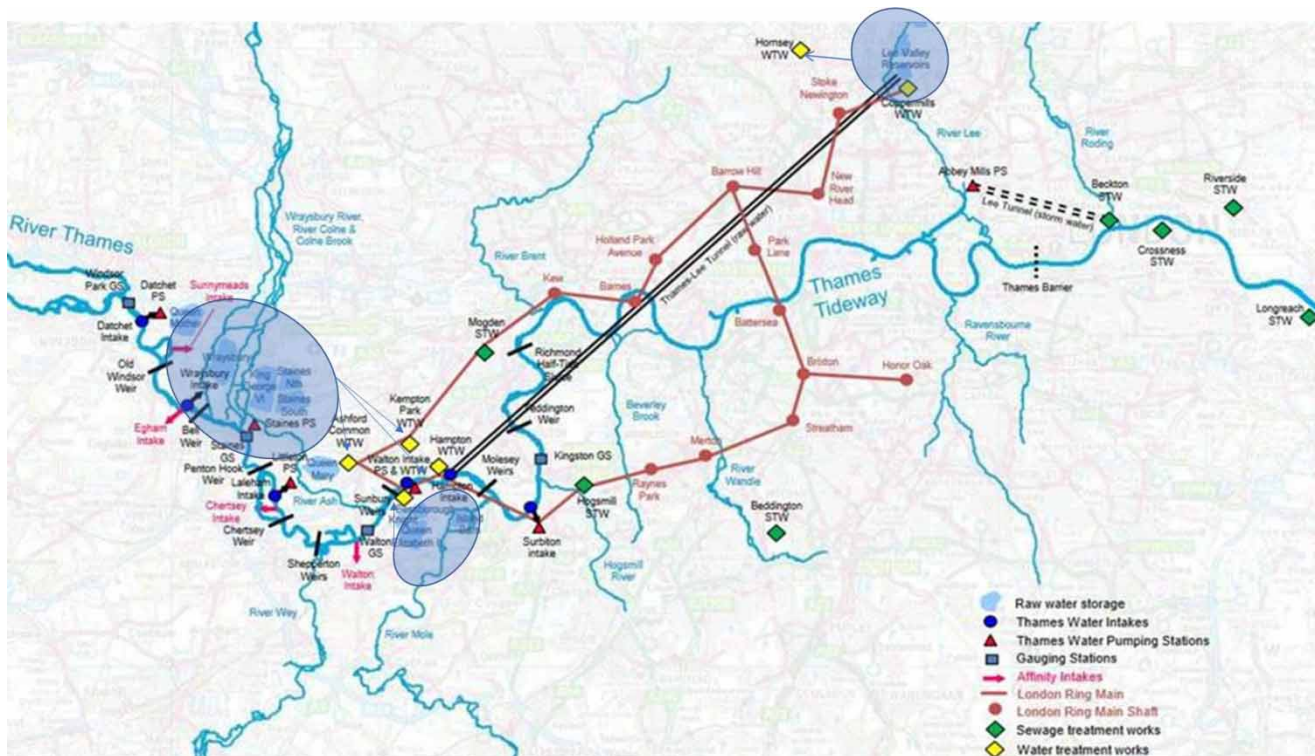 Hornsey
WTW
Lee Valley
Reservoirs
Stoke
Newington
Coppermills
WTW
River Lee
River
Roding
Abbey Mills PS
Beckton
STW
Riverside
STW
Lee Tunnel (storm water)
Crossness
STW
Thames Barrier
Longreach
STW
Barrow Hill
New
River
Head
Wraysbury River,
River Colne &
Colne Brook
River Thames
Holland Park
Avenue
Park
Lane
Thames-Lee Tunnel (raw water)
River Brent
Thames
Tideway
Windsor
Park GS
Datchet
PS
Sunnymeads
Intake
Kew
Barnes
Queen
Mother
Datchet
Intake
Mogden
STW
Battersea
Ravensbourne
River
Old
Windsor
Weir
Wraysbury
Wraysbury
Intake
King
George
VI
Staines
Nth
Staines
South
Richmond
Half-Tide
Brixton
Honor Oak
Egham
Intake
Bell
Weir
Staines PS
Staines
GS
Ashford
Common
WTW
Kempton
Park
WTW
Teddington
Weir
Beverley
Brook
Streatham
Penton Hook
Weir
Littleton
PS
Queen
Mary
Walton Intake
PS & WTW
Hampton
WTW
Molesey
Weirs
Kingston GS
Merton
Laleham
Intake
River Ash
Sunbury
Weirs
Hampton
Intake
Raynes
Park
River
Wandle
Chertsey
Intake
Hogsmill
STW
Beddington
STW
Chertsey
Weir
Walton
GS
Knight
Queen
Elizabeth II
Surbiton
intake
Shepperton
Weirs
Walton
Intake
Hogsmill
River
River Wey
River Mole
Raw water storage
Thames Water Intakes
Thames Water Pumping Stations
Gauging Stations
Affinity Intakes
London Ring Main
London Ring Main Shaft
Sewage treatment works
Water treatment works